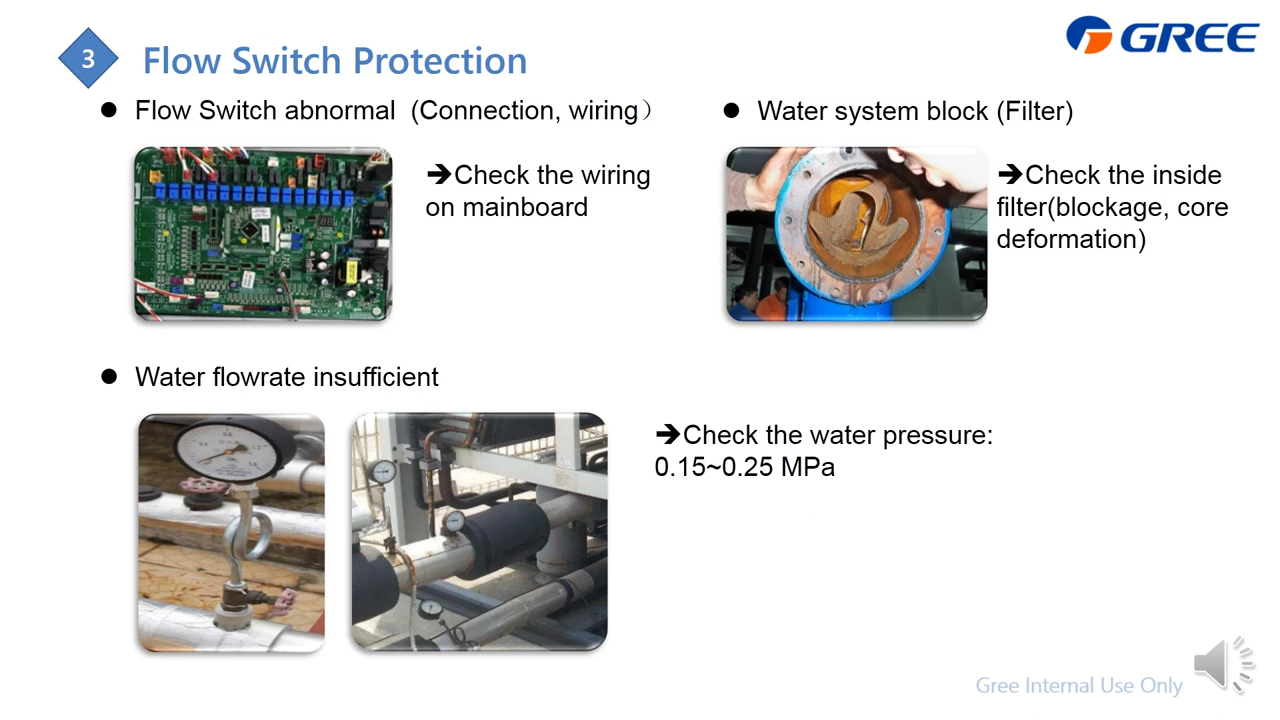 3
Flow Switch Protection
GREE
● Flow Switch abnormal (Connection, wiring）
➔Check the wiring
on mainboard
● Water system block (Filter)
➔Check the inside
filter(blockage, core
deformation)
● Water flowrate insufficient
➔Check the water pressure:
0.15~0.25 MPa
Gree Internal Use Only